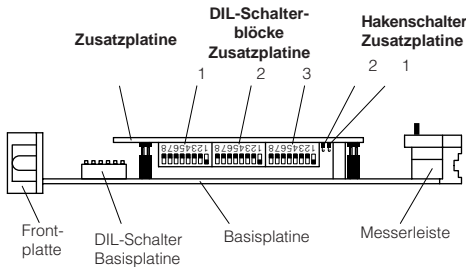 DIL-Schalter-
blöcke
Zusatzplatine
Hakenschalter
Zusatzplatine
Zusatzplatine
1 2 3 2 1
12345678 12345678 12345678
Front-
platte
DIL-Schalter
Basisplatine
Basisplatine
Messerleiste